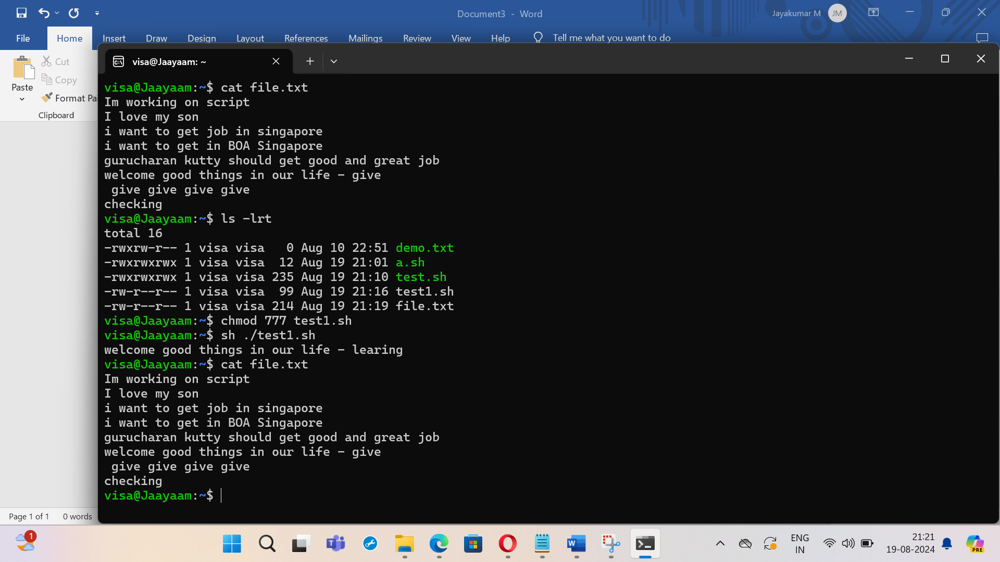 Document3 - Word
Jayakumar M
JM
File
Home
Insert
Draw
Design
Layout
References
Mailings
Review
View
Help
Tell me what you want to do
Paste
Cut
Copy
Format Pai
Clipboard
visa@Jaayaam: ~
visa@Jaayaam:~$ cat file.txt
Im working on script
I love my son
i want to get job in singapore
i want to get in BOA Singapore
gurucharan kutty should get good and great job
welcome good things in our life - give
 give give give give
checking
visa@Jaayaam:~$ ls -lrt
total 16
-rwxrw-r-- 1 visa visa   0 Aug 10 22:51 demo.txt
-rwxrwxrwx 1 visa visa  12 Aug 19 21:01 a.sh
-rwxrwxrwx 1 visa visa 235 Aug 19 21:10 test.sh
-rw-r--r-- 1 visa visa  99 Aug 19 21:16 test1.sh
-rw-r--r-- 1 visa visa 214 Aug 19 21:19 file.txt
visa@Jaayaam:~$ chmod 777 test1.sh
visa@Jaayaam:~$ sh ./test1.sh
welcome good things in our life - learing
visa@Jaayaam:~$ cat file.txt
Im working on script
I love my son
i want to get job in singapore
i want to get in BOA Singapore
gurucharan kutty should get good and great job
welcome good things in our life - give
 give give give give
checking
visa@Jaayaam:~$
Page 1 of 1
0 words
1
ENG
IN
21:21
19-08-2024
PRE